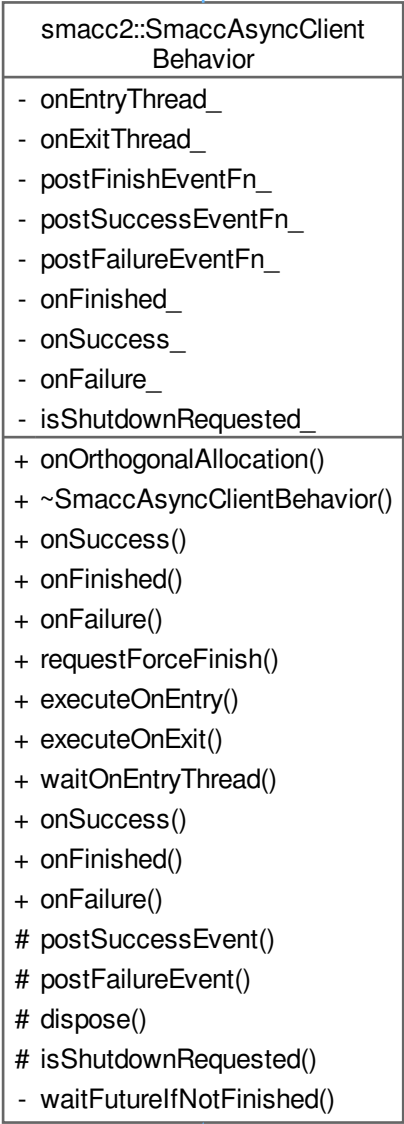 smacc2::SmaccAsyncClient
Behavior
- onEntryThread_
- onExitThread_
- postFinishEventFn_
- postSuccessEventFn_
- postFailureEventFn_
- onFinished_
- onSuccess_
- onFailure_
- isShutdownRequested_
+ onOrthogonalAllocation()
+ ~SmaccAsyncClientBehavior()
+ onSuccess()
+ onFinished()
+ onFailure()
+ requestForceFinish()
+ executeOnEntry()
+ executeOnExit()
+ waitOnEntryThread()
+ onSuccess()
+ onFinished()
+ onFailure()
# postSuccessEvent()
# postFailureEvent()
# dispose()
# isShutdownRequested()
- waitFutureIfNotFinished()